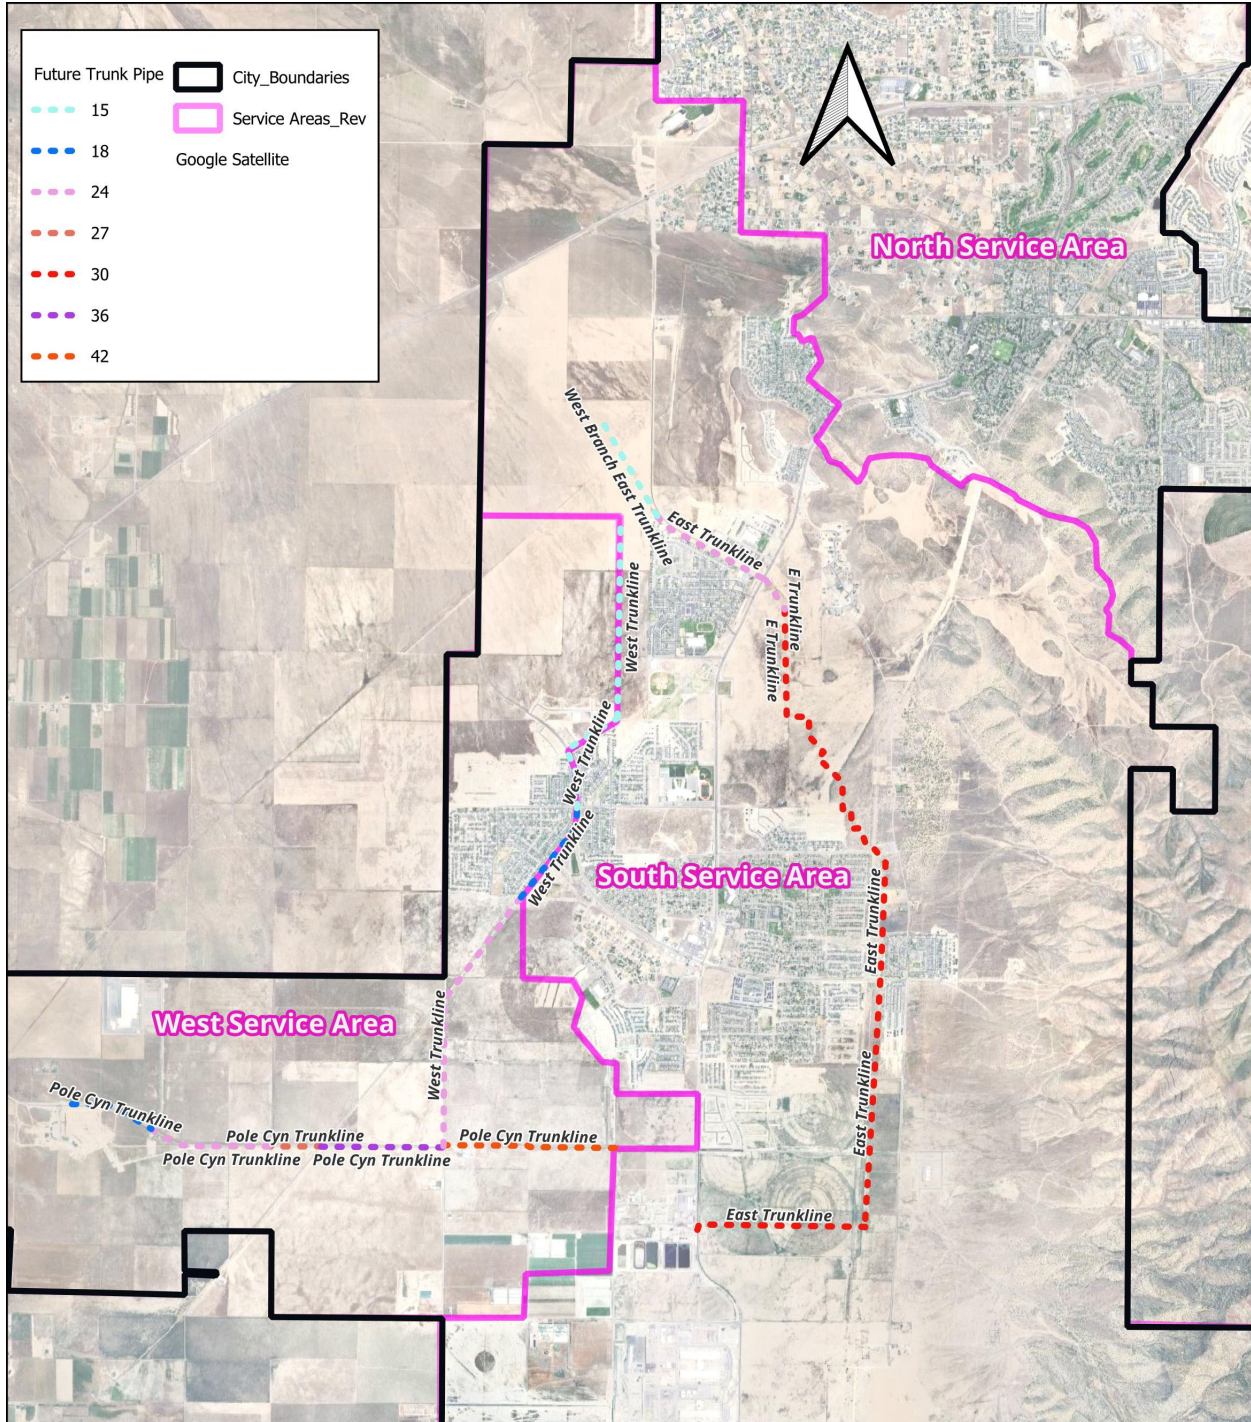 Future Trunk Pipe
15
18
24
27
30
36
42
City_Boundaries
Service Areas_Rev
Google Satellite
North Service Area
West Branch East Trunkline
East Trunkline
E Trunkline
E Trunkline
West Trunkline
West Trunkline
West Trunkline
South Service Area
East Trunkline
West Service Area
West Trunkline
East Trunkline
Pole Cyn Trunkline
Pole Cyn Trunkline
Pole Cyn Trunkline
Pole Cyn Trunkline
Pole Cyn Trunkline
East Trunkline